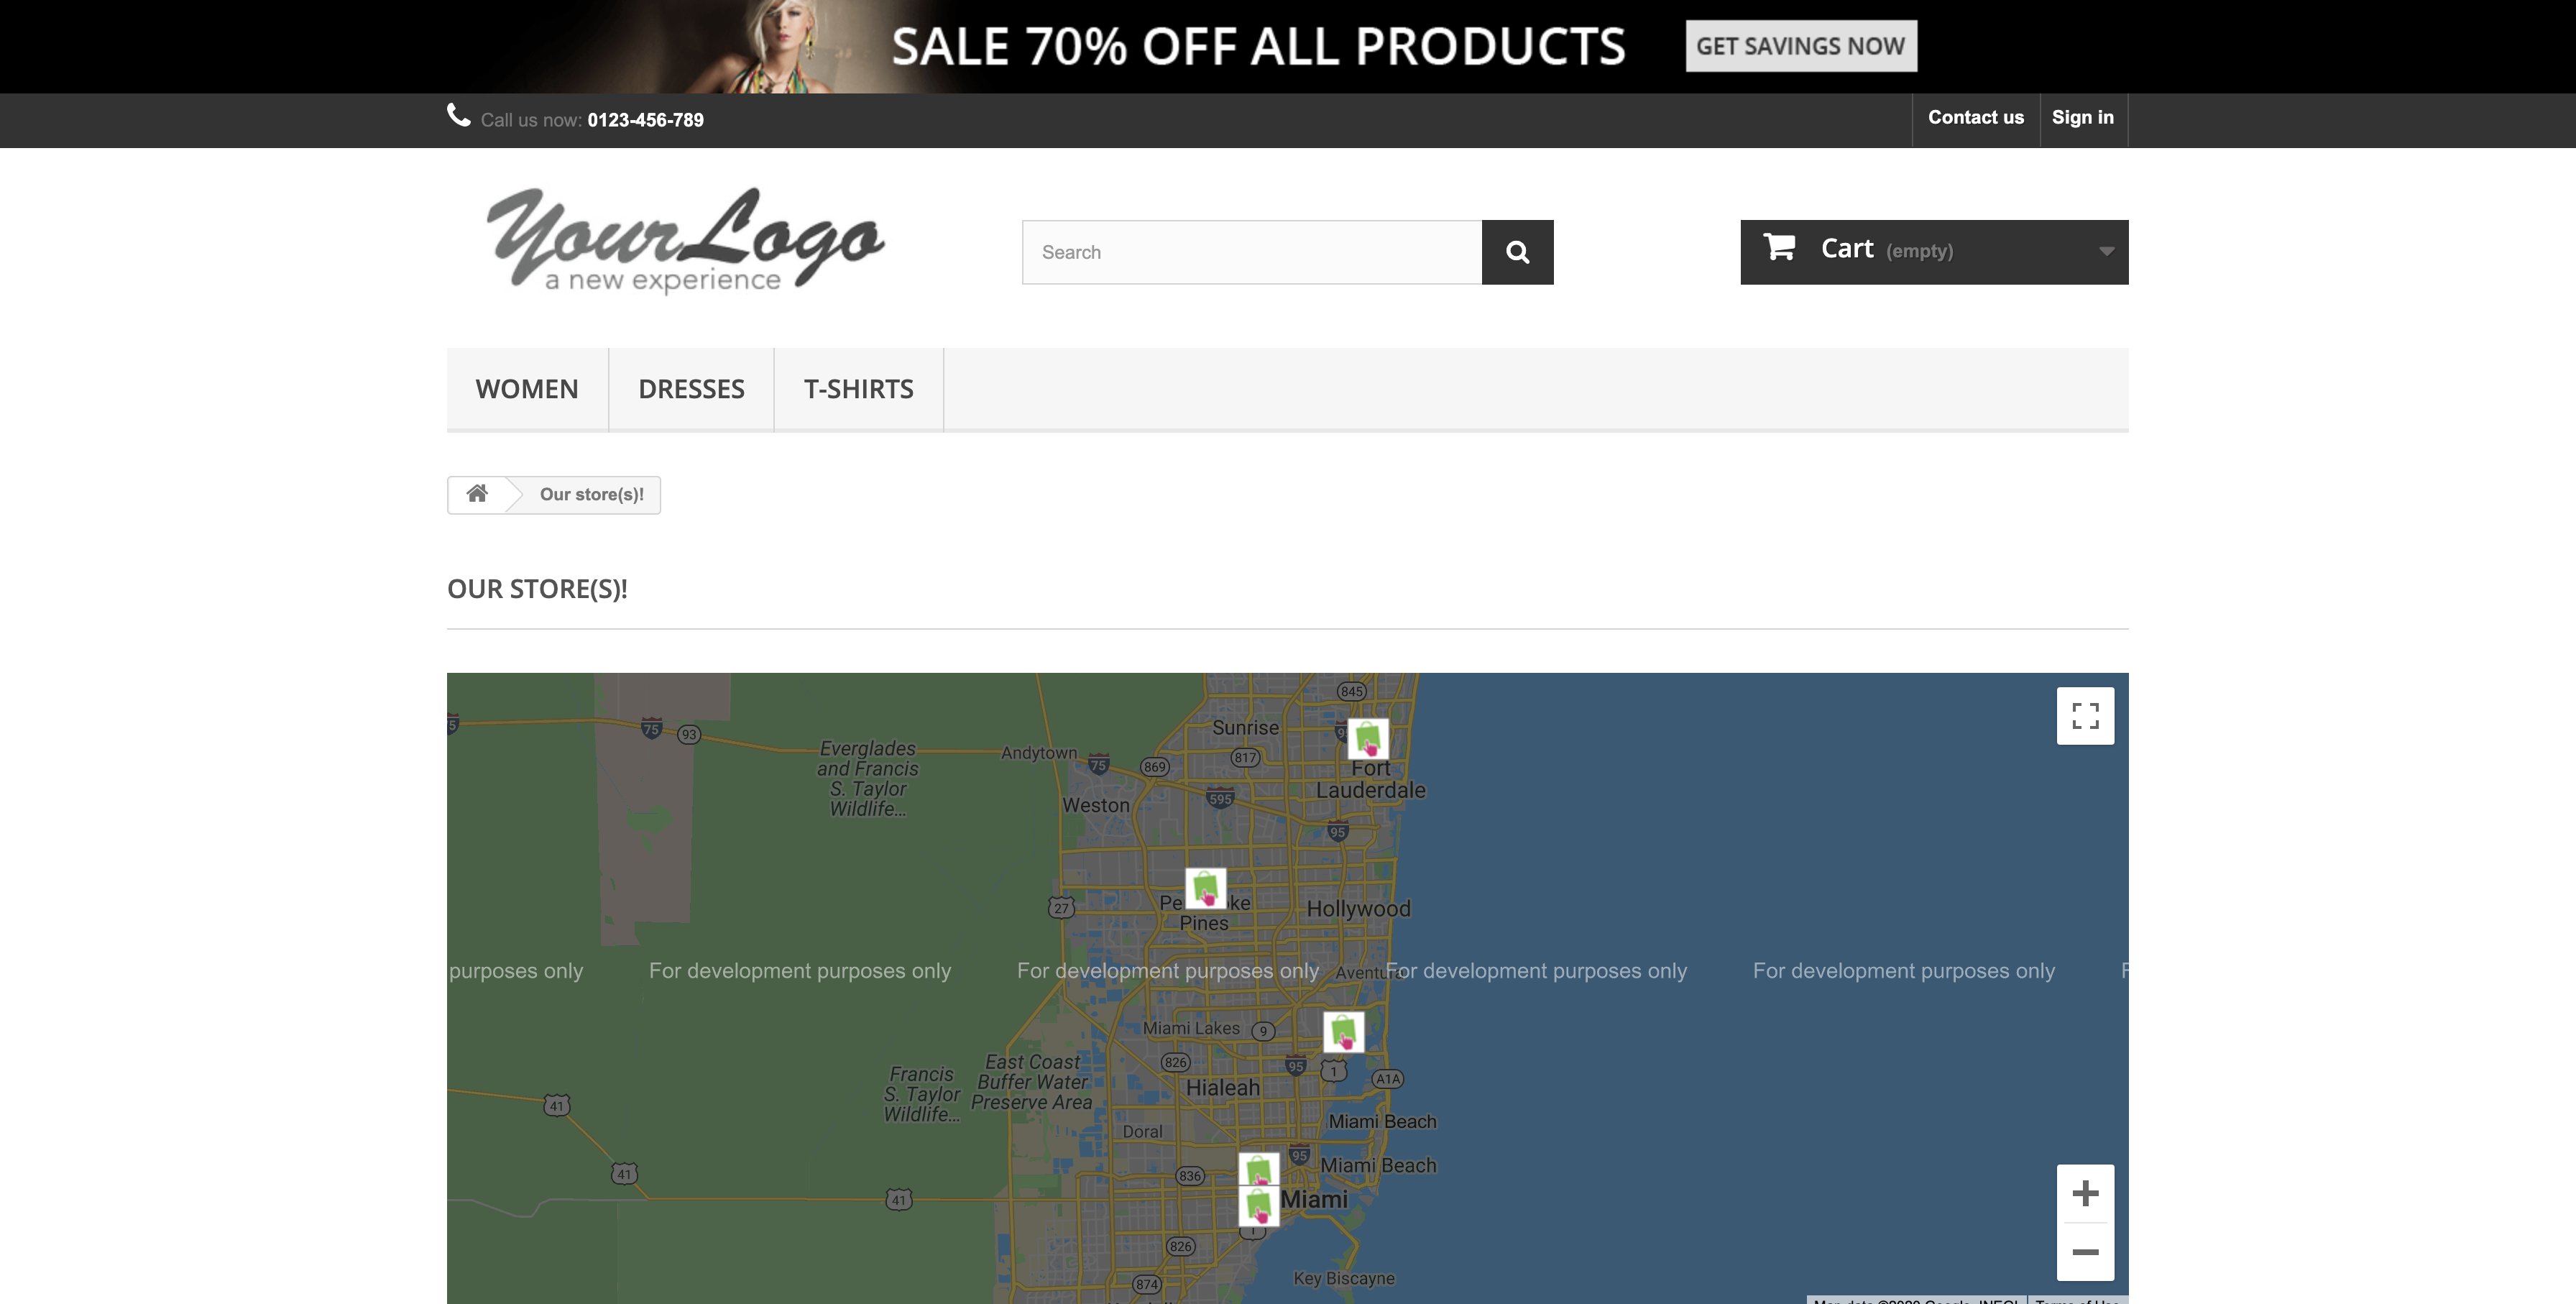 SALE 70% OFF ALL PRODUCTS
GET SAVINGS NOW
Call us now: 0123-456-789
Contact us
Sign in
YourLogo
a new experience
Search
Cart (empty)
WOMEN
DRESSES
T-SHIRTS
Our store(s)!
OUR STORE(S)!
845
Sunrise
75
93
Everglades
and Francis
S. Taylor
Wildlife...
Andytown
75
869
817
Fort
Lauderdale
Weston
595
95
27
Pines
Hollywood
purposes only
For development purposes only
For development purposes only
Aventura
For development purposes only
For development purposes only
Miami Lakes
9
826
95
1
A1A
East Coast
Buffer Water
Preserve Area
Francis
S. Taylor
Wildlife...
Hialeah
41
Miami Beach
Doral
95
Miami Beach
836
41
41
Miami
1
826
Key Biscayne
874